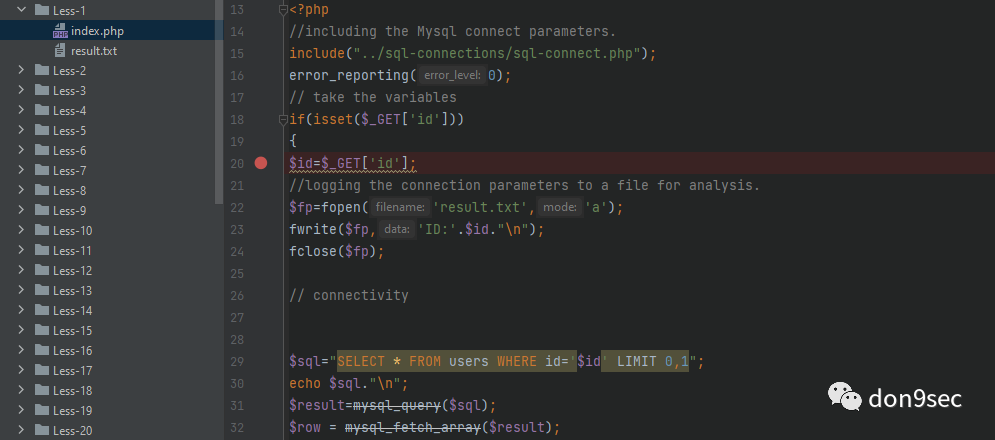 Less-1
index.php
result.txt
Less-2
Less-3
Less-4
Less-5
Less-6
Less-7
Less-8
Less-9
Less-10
Less-11
Less-12
Less-13
Less-14
Less-15
Less-16
Less-17
Less-18
Less-19
Less-20
13 <?php
14 //including the Mysql connect parameters.
15 include("../sql-connections/sql-connect.php");
16 error_reporting( error_level: 0);
17 // take the variables
18 if(isset($_GET['id']))
19 {
20 $id=$_GET['id'];
21 //logging the connection parameters to a file for analysis.
22 $fp=fopen( filename: 'result.txt', mode: 'a');
23 fwrite($fp, data: 'ID:'.$id."\n");
24 fclose($fp);
25
26 // connectivity
27
28
29 $sql="SELECT * FROM users WHERE id='$id' LIMIT 0,1";
30 echo $sql."\n";
31 $result=mysql_query($sql);
32 $row = mysql_fetch_array($result);
don9sec